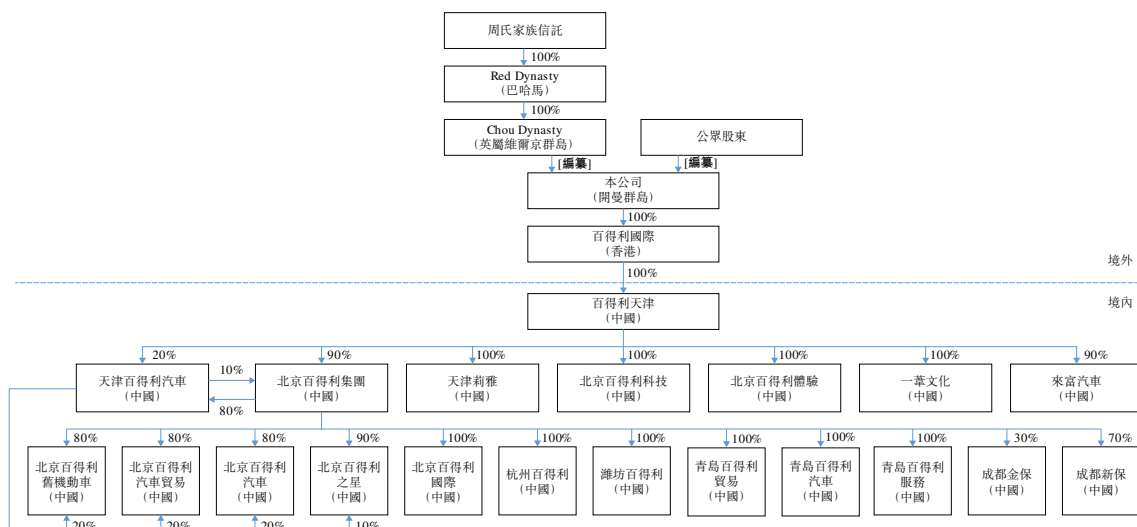 周氏家族信託
100%
Red Dynasty
(巴哈馬)
100%
Chou Dynasty
(英屬維爾京群島)
公眾股東
[編纂]
[編纂]
本公司
(開曼群島)
100%
百得利國際
(香港)
境外
100%
境內
百得利天津
(中國)
20%
90%
100%
100%
100%
100%
90%
天津百得利汽車
(中國)
10%
80%
北京百得利集團
(中國)
天津莉雅
(中國)
北京百得利科技
(中國)
北京百得利體驗
(中國)
一葦文化
(中國)
來富汽車
(中國)
80%
80%
80%
90%
100%
100%
100%
100%
100%
100%
30%
70%
北京百得利
舊機動車
(中國)
北京百得利
汽車貿易
(中國)
北京百得利
汽車
(中國)
北京百得利
之星
(中國)
北京百得利
國際
(中國)
杭州百得利
(中國)
濰坊百得利
(中國)
青島百得利
貿易
(中國)
青島百得利
汽車
(中國)
青島百得利
服務
(中國)
成都金保
(中國)
成都新保
(中國)
20%
20%
20%
10%